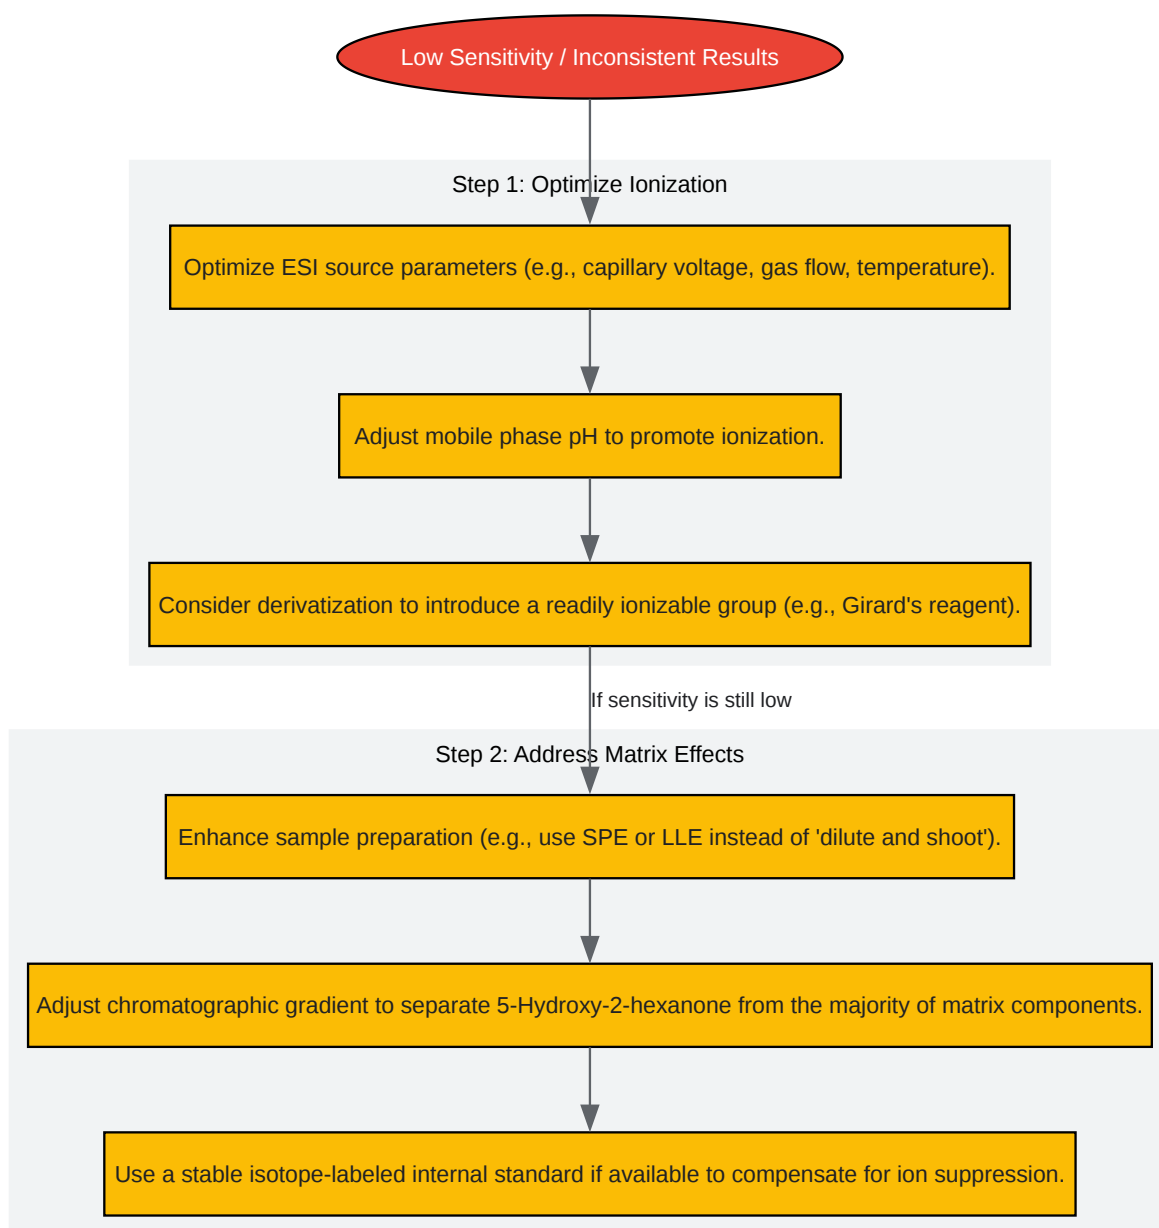 Low Sensitivity / Inconsistent Results
Step 1: Optimize Ionization
Optimize ESI source parameters (e.g., capillary voltage, gas flow, temperature).
Adjust mobile phase pH to promote ionization.
Consider derivatization to introduce a readily ionizable group (e.g., Girard's reagent).
If sensitivity is still low
Step 2: Address Matrix Effects
Enhance sample preparation (e.g., use SPE or LLE instead of 'dilute and shoot').
Adjust chromatographic gradient to separate 5-Hydroxy-2-hexanone from the majority of matrix components.
Use a stable isotope-labeled internal standard if available to compensate for ion suppression.